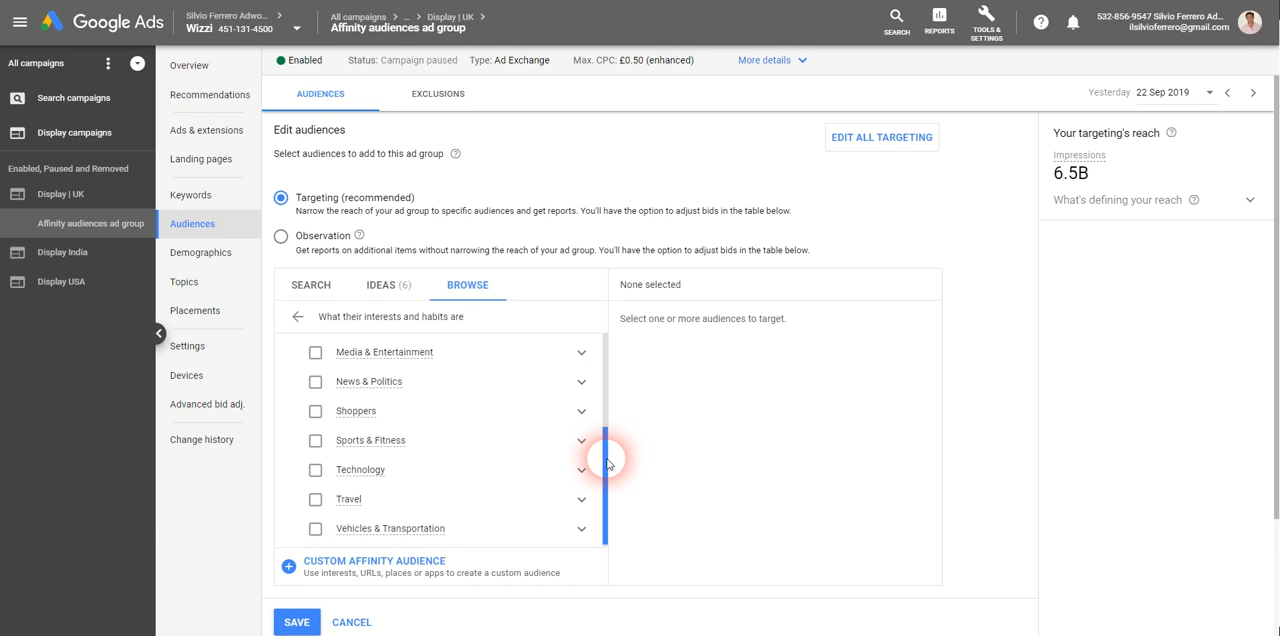 Google Ads
Silvio Ferrero Adwo...
Wizzi 451-131-4500
All campaigns ... Display | UK
Affinity audiences ad group
SEARCH
REPORTS
TOOLS & SETTINGS
532-856-9547 Silvio Ferrero Ad...
ilsilvioferrero@gmail.com
All campaigns
Search campaigns
Display campaigns
Enabled, Paused and Removed
Display | UK
Affinity audiences ad group
Display India
Display USA
Overview
Recommendations
Ads & extensions
Landing pages
Keywords
Audiences
Demographics
Topics
Placements
Settings
Devices
Advanced bid adj.
Change history
Enabled Status: Campaign paused Type: Ad Exchange Max. CPC: £0.50 (enhanced) More details
AUDIENCES EXCLUSIONS
Yesterday 22 Sep 2019
Edit audiences
Select audiences to add to this ad group
EDIT ALL TARGETING
Targeting (recommended)
Narrow the reach of your ad group to specific audiences and get reports. You'll have the option to adjust bids in the table below.
Observation
Get reports on additional items without narrowing the reach of your ad group. You'll have the option to adjust bids in the table below.
SEARCH IDEAS (6) BROWSE
What their interests and habits are
Media & Entertainment
News & Politics
Shoppers
Sports & Fitness
Technology
Travel
Vehicles & Transportation
CUSTOM AFFINITY AUDIENCE
Use interests, URLs, places or apps to create a custom audience
None selected
Select one or more audiences to target.
SAVE CANCEL
Your targeting's reach
Impressions
6.5B
What's defining your reach